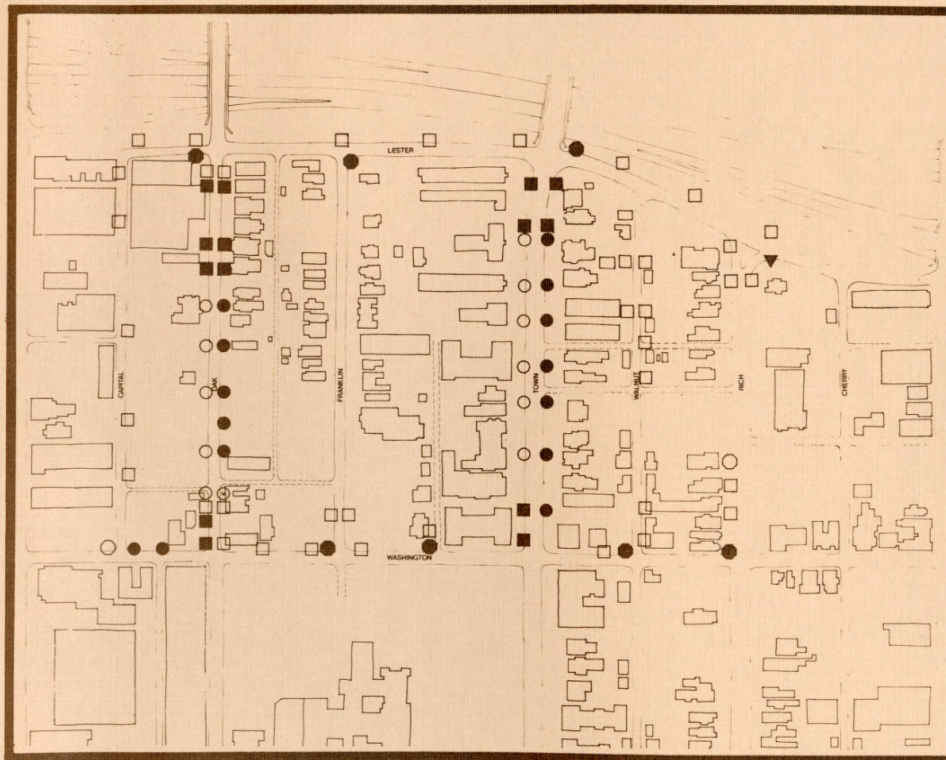 LESTER
CAPITAL
OAK
FRANKLIN
TOWN
WALNUT
RICH
CHERRY
WASHINGTON